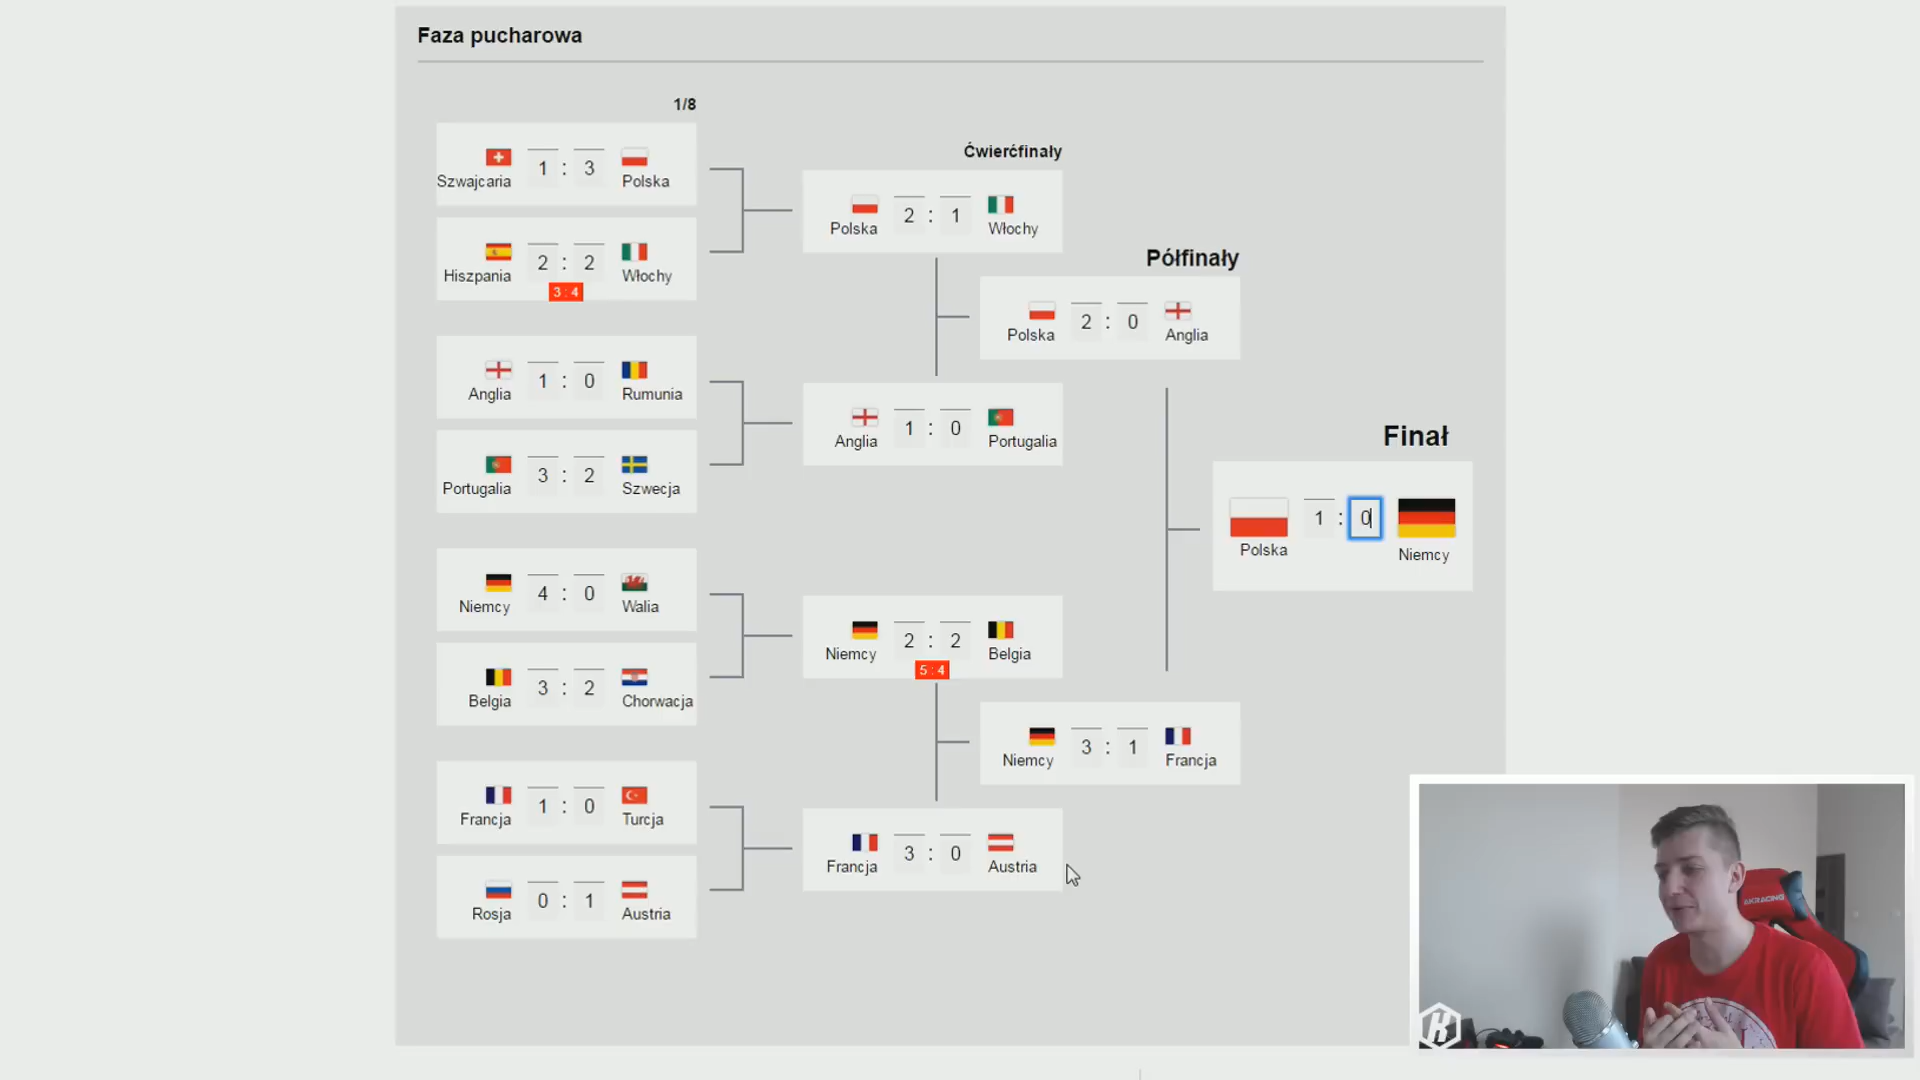 Faza pucharowa
1/8
Szwajcaria 1 : 3 Polska
Hiszpania 2 : 2 Włochy
3 : 4
Anglia 1 : 0 Rumunia
Portugalia 3 : 2 Szwecja
Niemcy 4 : 0 Walia
Belgia 3 : 2 Chorwacja
Francja 1 : 0 Turcja
Rosja 0 : 1 Austria
Ćwierćfinały
Polska 2 : 1 Włochy
Anglia 1 : 0 Portugalia
Niemcy 2 : 2 Belgia
5 : 4
Francja 3 : 0 Austria
Półfinały
Polska 2 : 0 Anglia
Niemcy 3 : 1 Francja
Finał
Polska 1 : 0 Niemcy
AKRACING
K